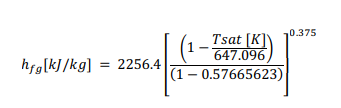 h_fg[kJ/kg] = 2256.4 [ (1 − Tsat [K] / 647.096) / (1 − 0.57665623) ]^0.375